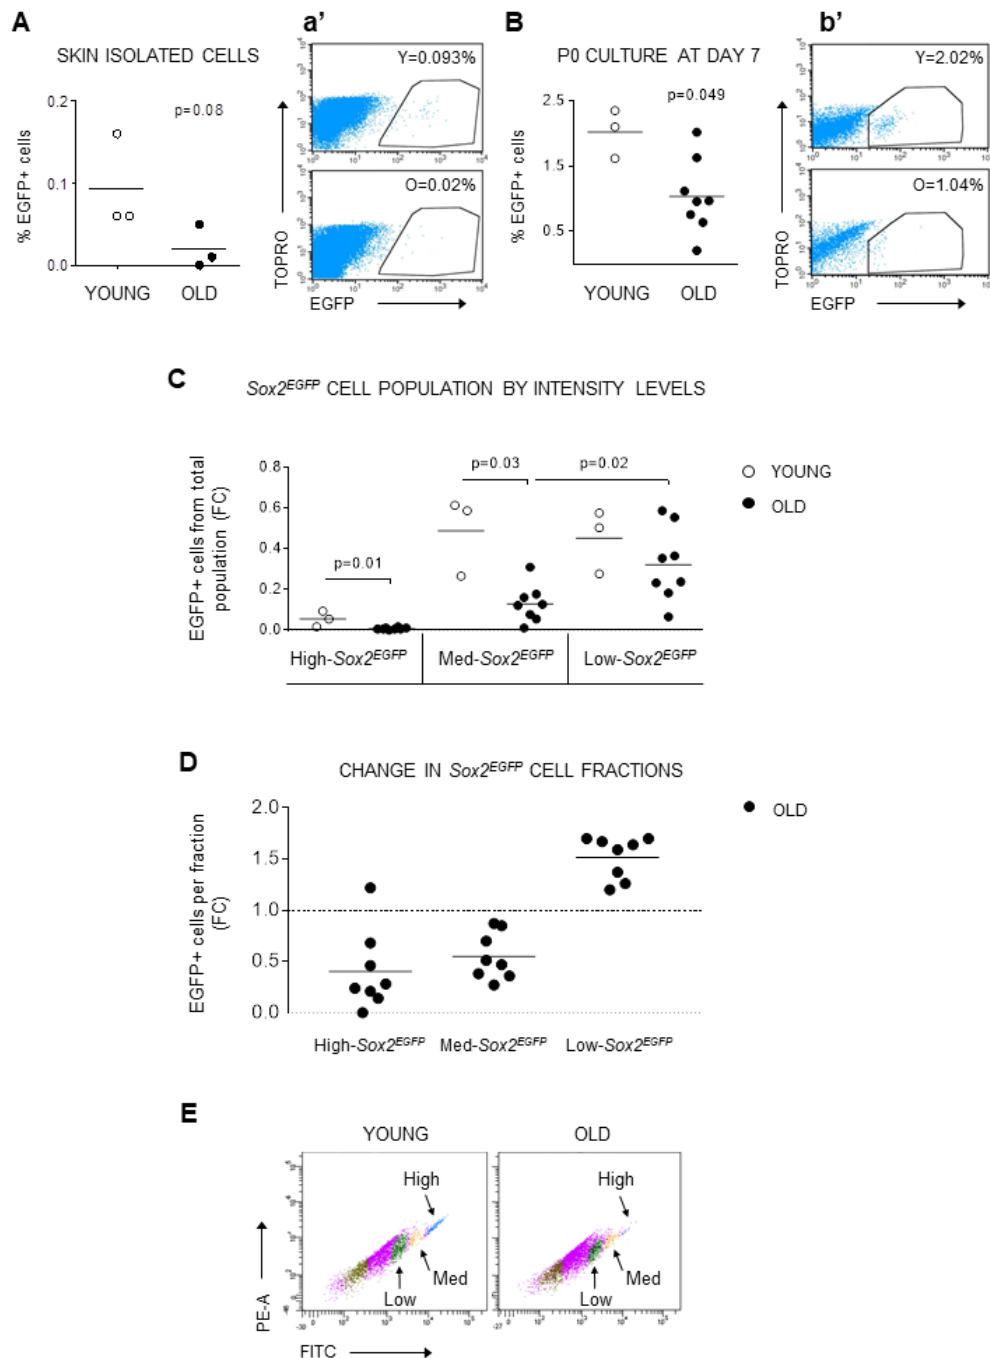 A
SKIN ISOLATED CELLS
a'
B
P0 CULTURE AT DAY 7
b'
% EGFP+ cells
0.2
0.1
0.0
p=0.08
YOUNG
OLD
TOPRO
Y=0.093%
O=0.02%
10⁰ 10¹ 10² 10³ 10⁴
EGFP
% EGFP+ cells
2.5
1.5
0.5
p=0.049
YOUNG
OLD
TOPRO
Y=2.02%
O=1.04%
EGFP
C
Sox2EGFP CELL POPULATION BY INTENSITY LEVELS
EGFP+ cells from total
population (FC)
0.8
0.6
0.4
0.2
0.0
p=0.01
p=0.03
p=0.02
YOUNG
OLD
High-Sox2EGFP
Med-Sox2EGFP
Low-Sox2EGFP
D
CHANGE IN Sox2EGFP CELL FRACTIONS
EGFP+ cells per fraction
(FC)
2.0
1.5
1.0
0.5
0.0
OLD
High-Sox2EGFP
Med-Sox2EGFP
Low-Sox2EGFP
E
YOUNG
OLD
High
Med
Low
High
Med
Low
PE-A
FITC